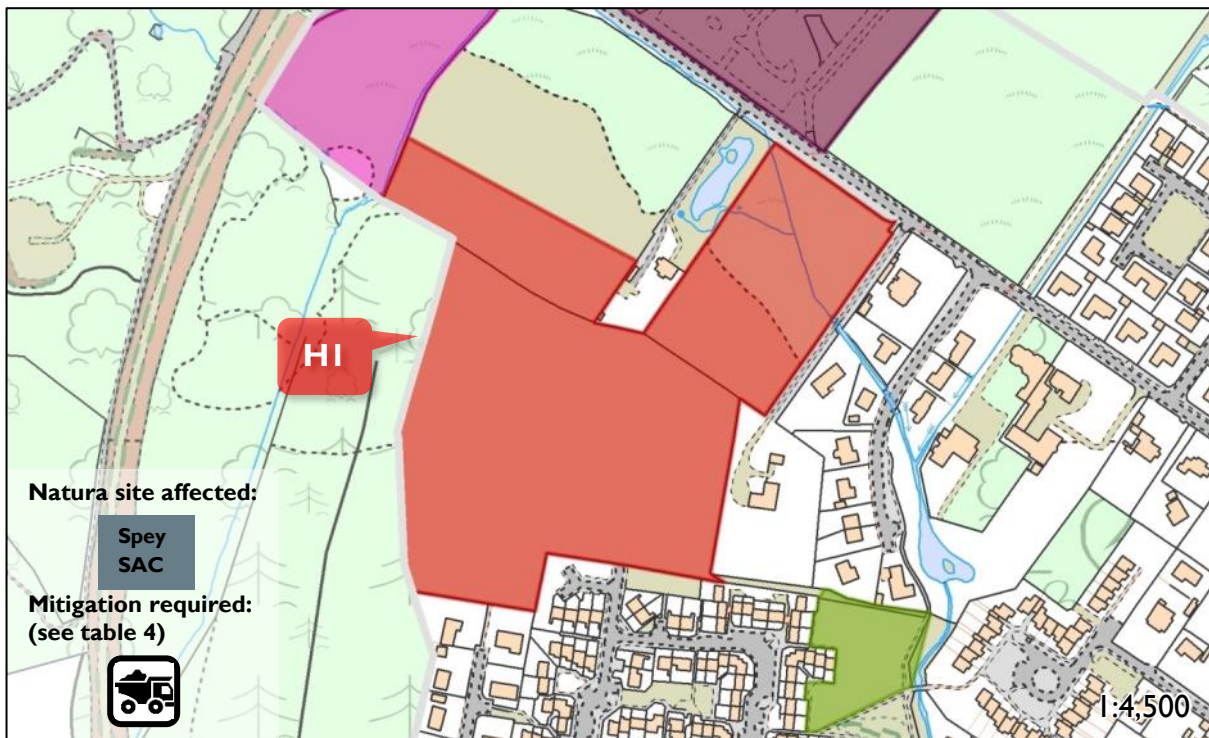 H1
Natura site affected:
Spey
SAC
Mitigation required:
(see table 4)
1:4,500